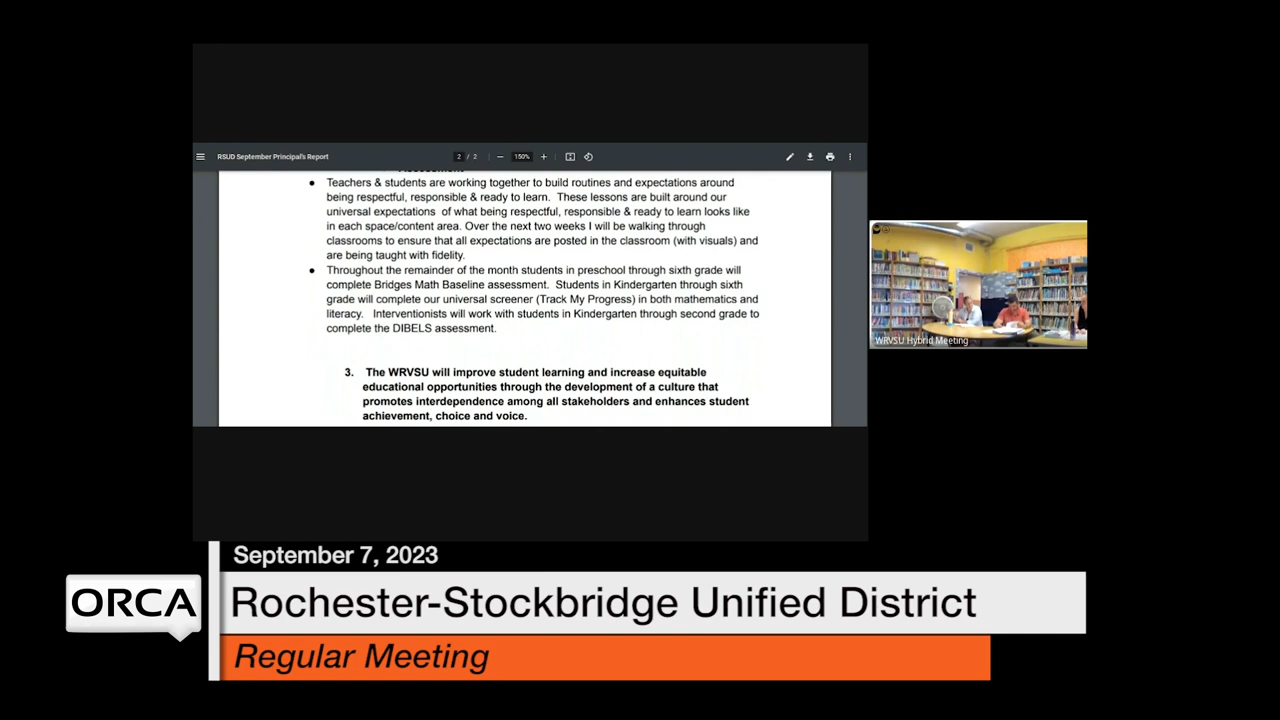 RSUD September Principal's Report
2 / 2
150%
Assessment
● Teachers & students are working together to build routines and expectations around
being respectful, responsible & ready to learn. These lessons are built around our
universal expectations of what being respectful, responsible & ready to learn looks like
in each space/content area. Over the next two weeks I will be walking through
classrooms to ensure that all expectations are posted in the classroom (with visuals) and
are being taught with fidelity.
● Throughout the remainder of the month students in preschool through sixth grade will
complete Bridges Math Baseline assessment. Students in Kindergarten through sixth
grade will complete our universal screener (Track My Progress) in both mathematics and
literacy. Interventionists will work with students in Kindergarten through second grade to
complete the DIBELS assessment.
3. The WRVSU will improve student learning and increase equitable
educational opportunities through the development of a culture that
promotes interdependence among all stakeholders and enhances student
achievement, choice and voice.
WRVSU Hybrid Meeting
September 7, 2023
ORCA
Rochester-Stockbridge Unified District
Regular Meeting